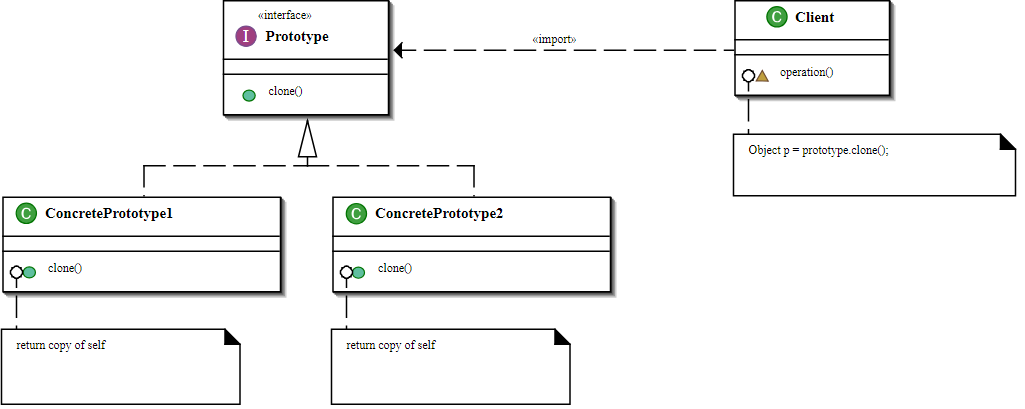 «interface»
I Prototype
clone()
«import»
C Client
operation()
Object p = prototype.clone();
C ConcretePrototype1
clone()
return copy of self
C ConcretePrototype2
clone()
return copy of self